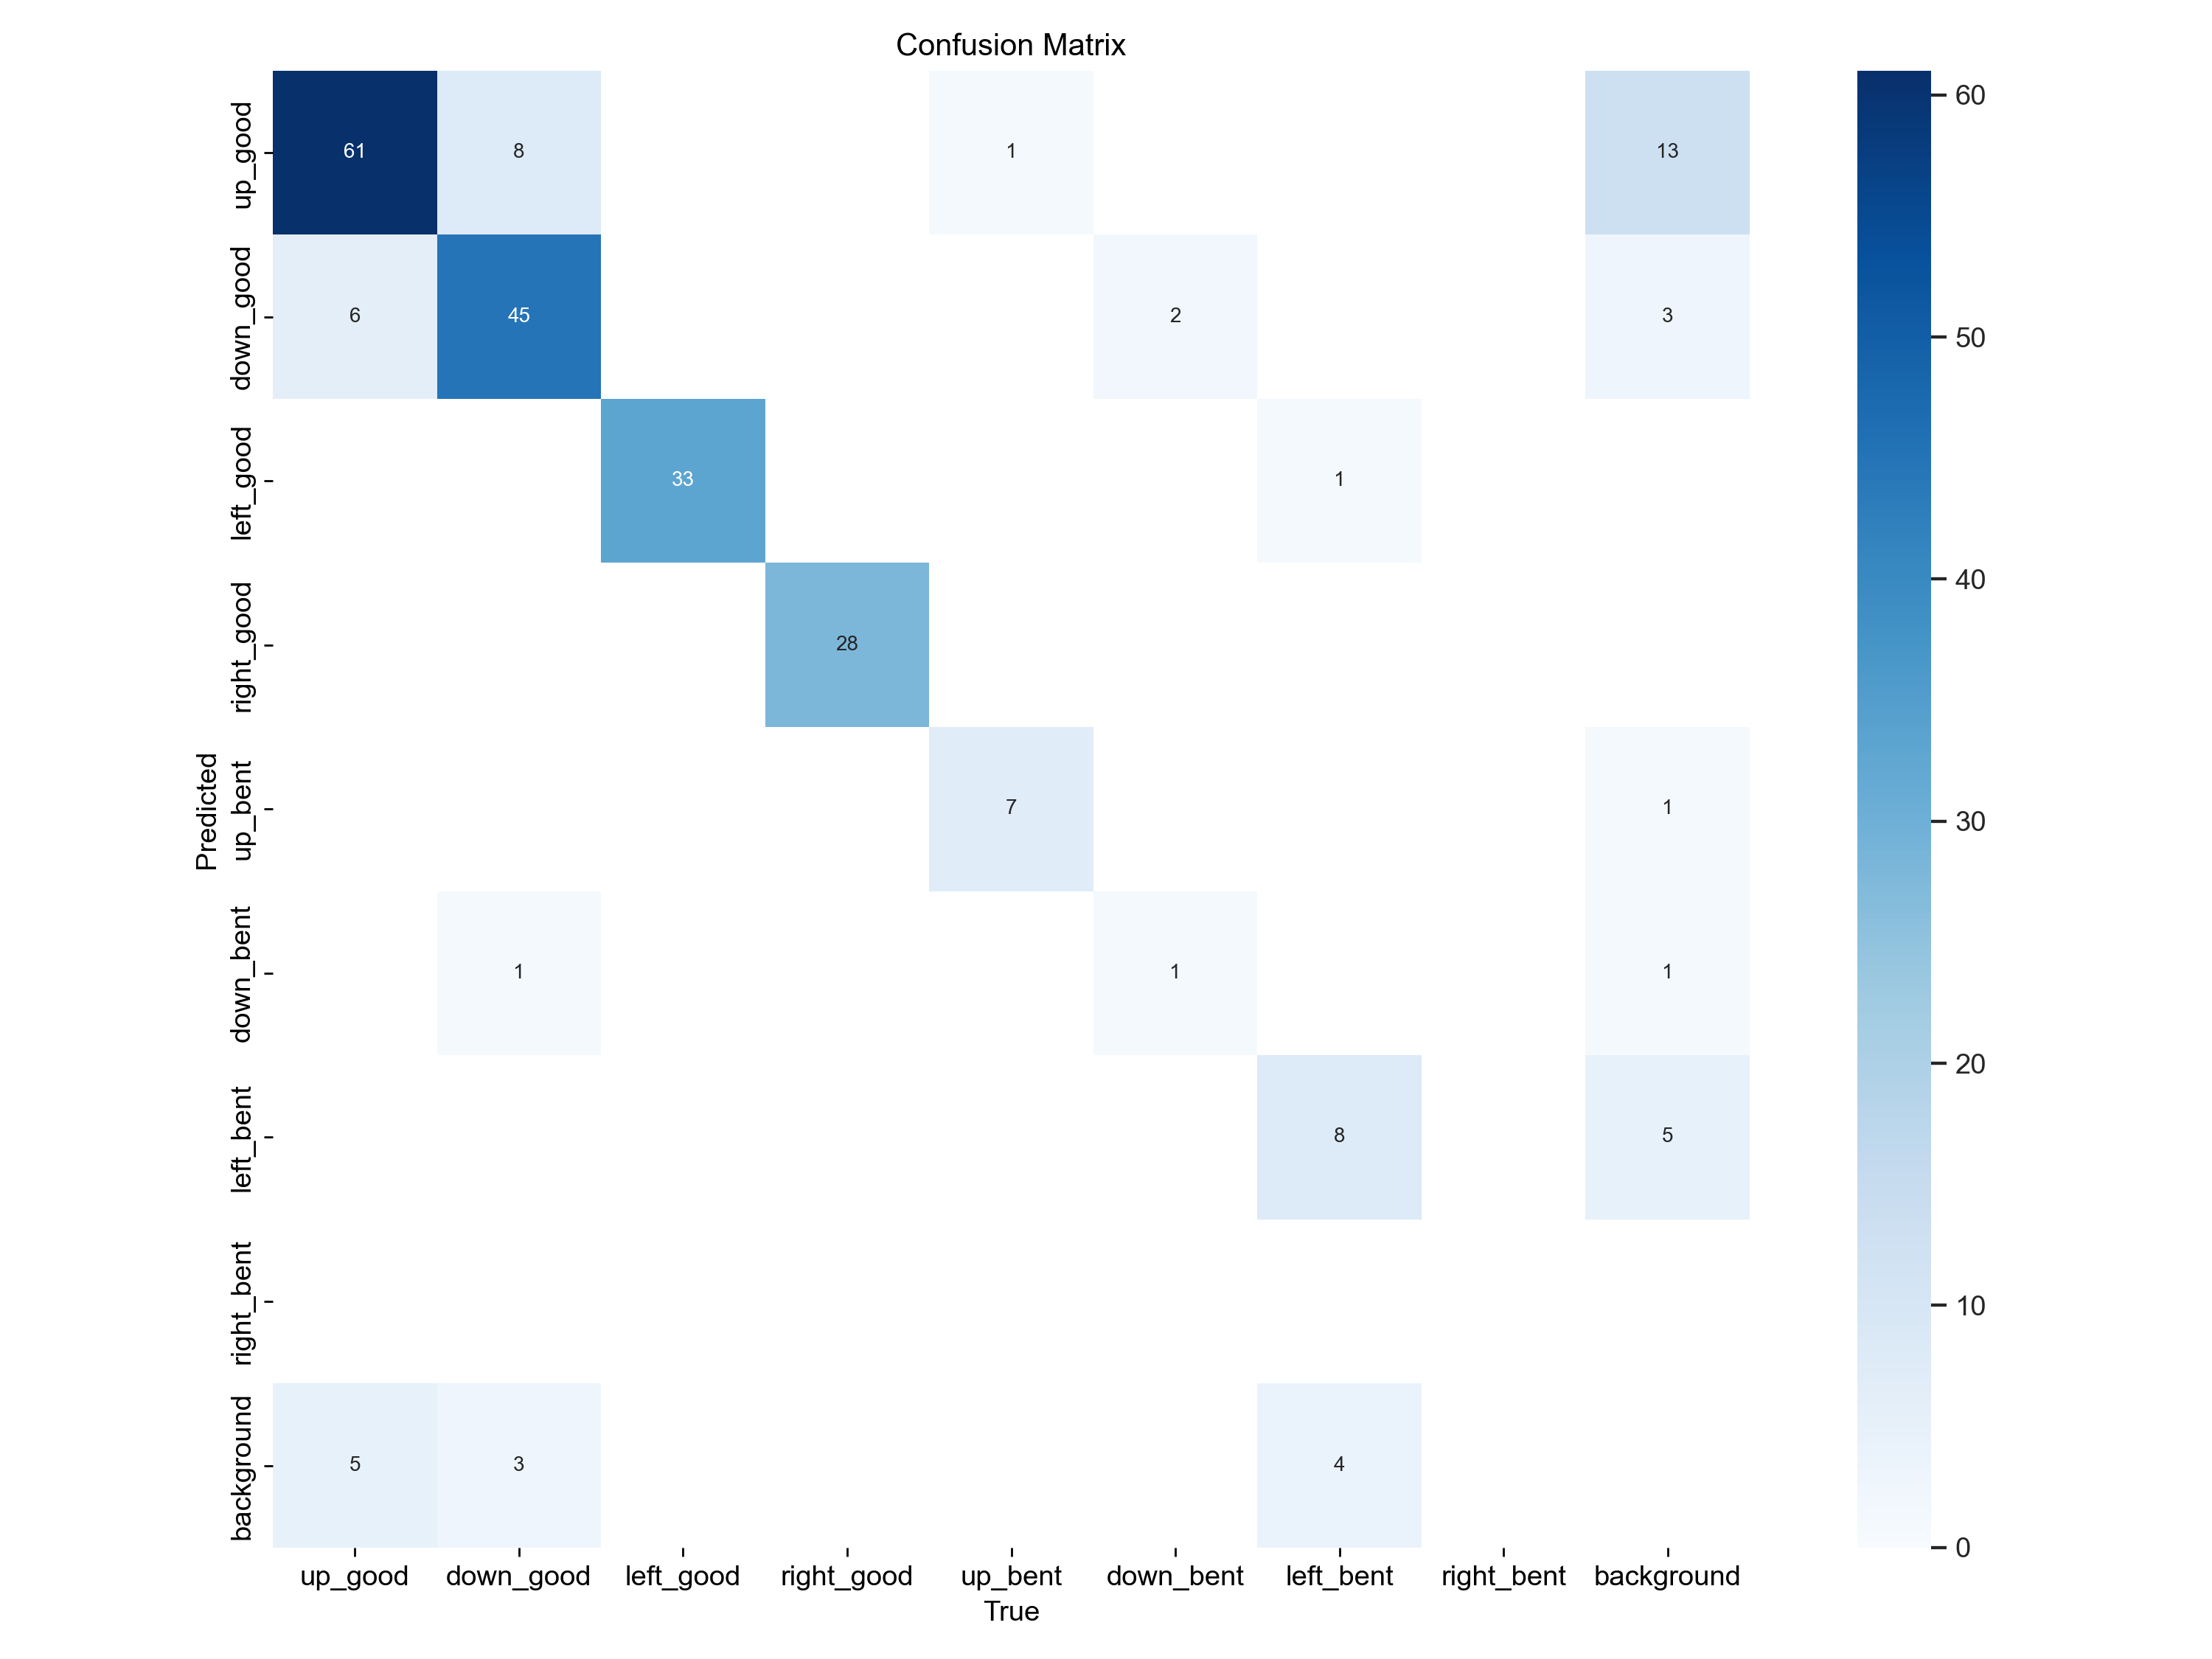 Confusion Matrix
up_good
61
8
1
13
60
down_good
6
45
2
3
50
left_good
33
1
40
right_good
28
Predicted
up_bent
7
1
30
down_bent
1
1
1
left_bent
8
5
20
right_bent
10
background
5
3
4
0
up_good down_good left_good right_good up_bent down_bent left_bent right_bent background
True